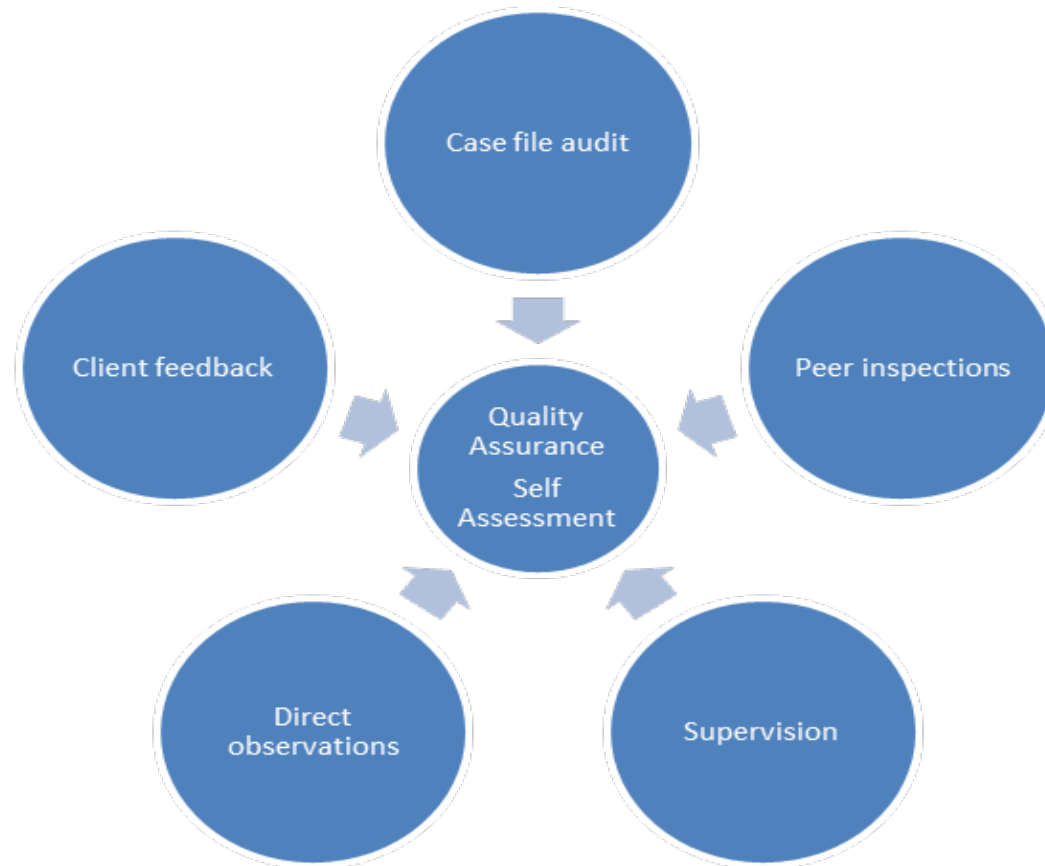 Case file audit
Client feedback
Peer inspections
Quality
Assurance
Self
Assessment
Direct
observations
Supervision